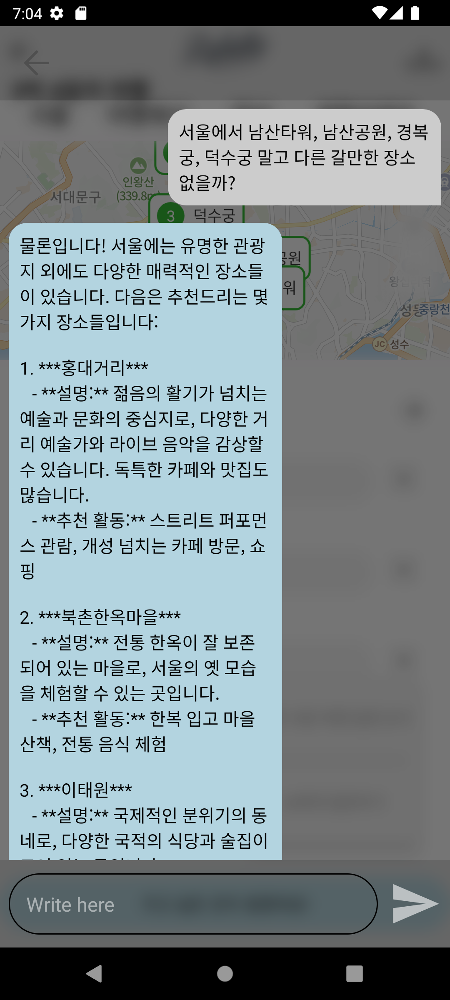 7:04
서울에서 남산타워, 남산공원, 경복
궁, 덕수궁 말고 다른 갈만한 장소
없을까?
인왕산
(339.8m)
서대문구
3 덕수궁
공원
워
중랑천
JC 성수
물론입니다! 서울에는 유명한 관광
지 외에도 다양한 매력적인 장소들
이 있습니다. 다음은 추천드리는 몇
가지 장소들입니다:
1. ***홍대거리***
- **설명:** 젊음의 활기가 넘치는
예술과 문화의 중심지로, 다양한 거
리 예술가와 라이브 음악을 감상할
수 있습니다. 독특한 카페와 맛집도
많습니다.
- **추천 활동:** 스트리트 퍼포먼
스 관람, 개성 넘치는 카페 방문, 쇼
핑
2. ***북촌한옥마을***
- **설명:** 전통 한옥이 잘 보존
되어 있는 마을로, 서울의 옛 모습
을 체험할 수 있는 곳입니다.
- **추천 활동:** 한복 입고 마을
산책, 전통 음식 체험
3. ***이태원***
- **설명:** 국제적인 분위기의 동
네로, 다양한 국적의 식당과 술집이
Write here